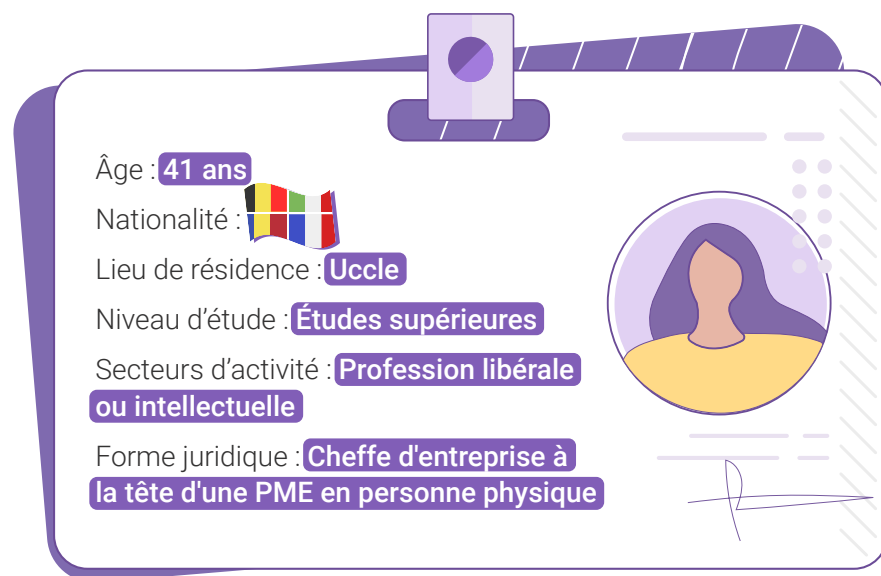 Âge : 41 ans
Nationalité :
Lieu de résidence : Uccle
Niveau d’étude : Études supérieures
Secteurs d’activité : Profession libérale
ou intellectuelle
Forme juridique : Cheffe d'entreprise à
la tête d'une PME en personne physique